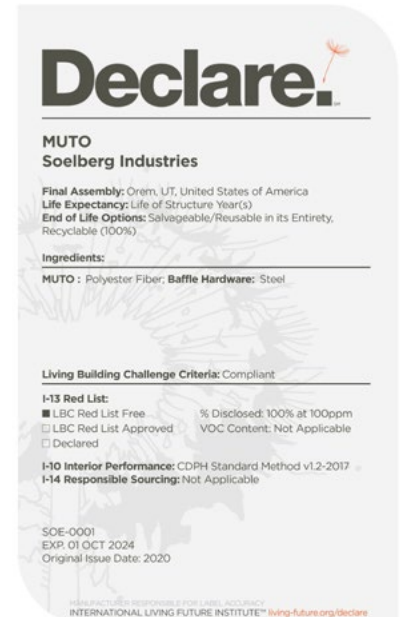 Declare.
MUTO
Soelberg Industries
Final Assembly: Orem, UT, United States of America
Life Expectancy: Life of Structure Year(s)
End of Life Options: Salvageable/Reusable in its Entirety,
Recyclable (100%)
Ingredients:
MUTO : Polyester Fiber; Baffle Hardware: Steel
Living Building Challenge Criteria: Compliant
I-13 Red List:
■ LBC Red List Free % Disclosed: 100% at 100ppm
□ LBC Red List Approved VOC Content: Not Applicable
□ Declared
I-10 Interior Performance: CDPH Standard Method v1.2-2017
I-14 Responsible Sourcing: Not Applicable
SOE-0001
EXP. 01 OCT 2024
Original Issue Date: 2020
MANUFACTURER RESPONSIBLE FOR LABEL ACCURACY
INTERNATIONAL LIVING FUTURE INSTITUTE™ living-future.org/declare